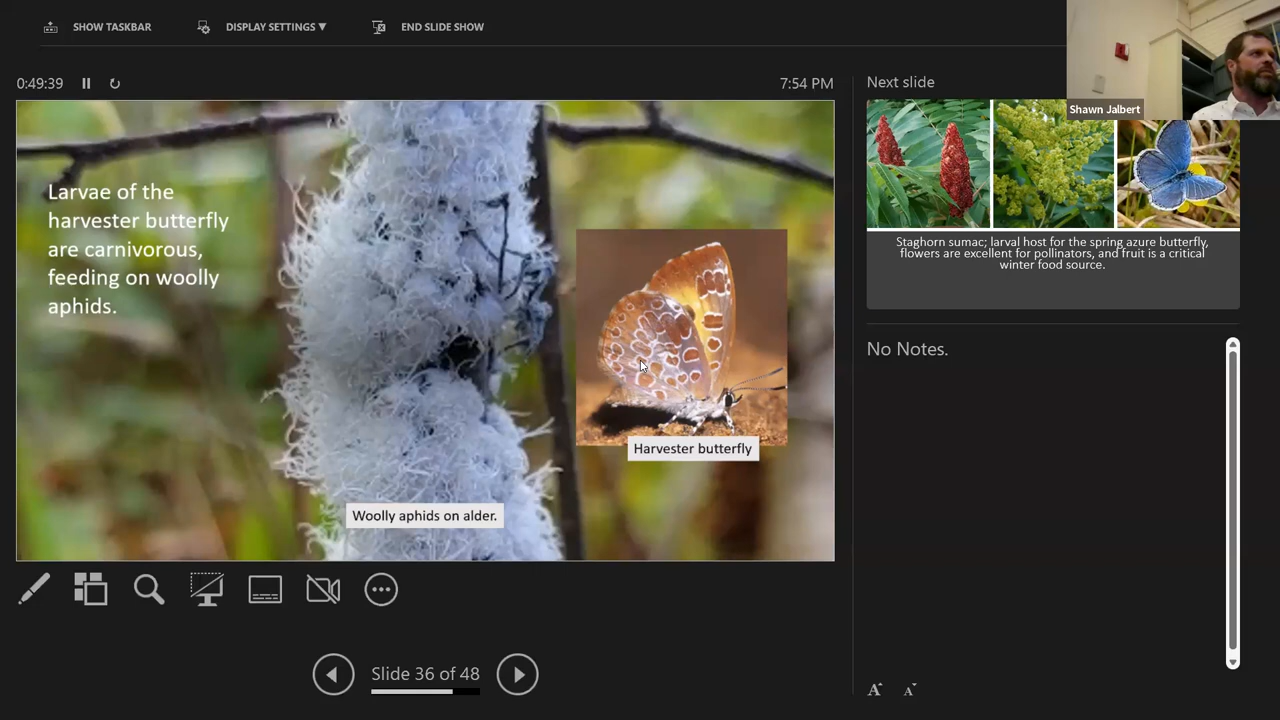 SHOW TASKBAR
DISPLAY SETTINGS ▼
END SLIDE SHOW
0:49:39
7:54 PM
Larvae of the
harvester butterfly
are carnivorous,
feeding on woolly
aphids.
Harvester butterfly
Woolly aphids on alder.
Slide 36 of 48
Next slide
Shawn Jalbert
Staghorn sumac; larval host for the spring azure butterfly,
flowers are excellent for pollinators, and fruit is a critical
winter food source.
No Notes.
A
A